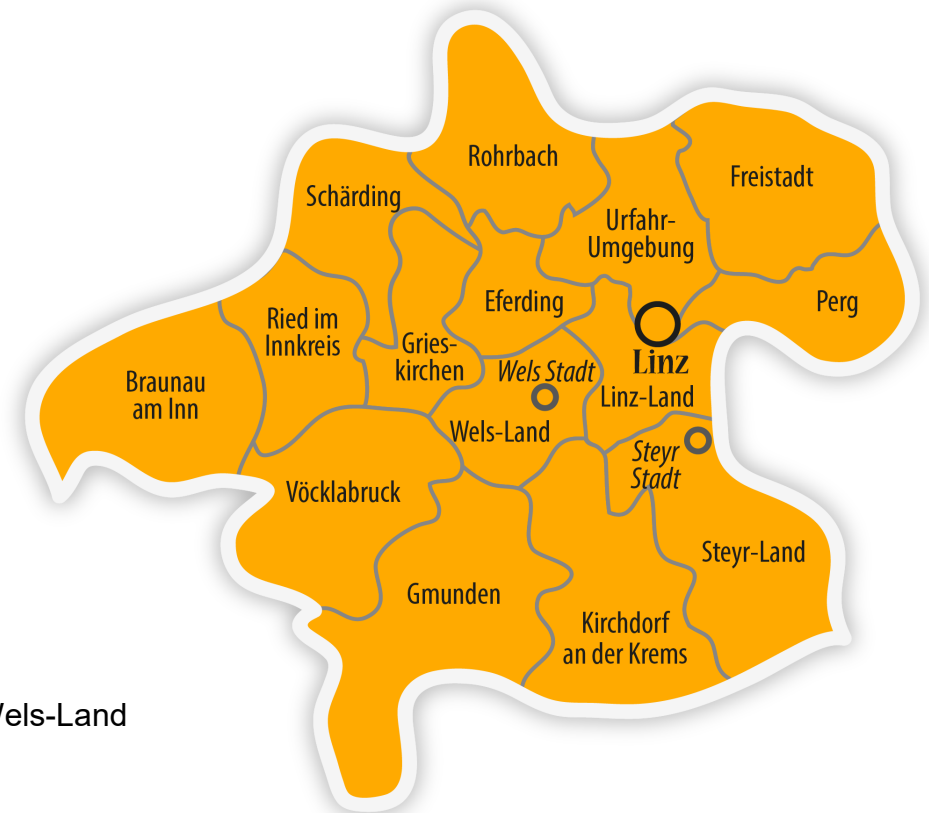 Rohrbach
Freistadt
Schärding
Urfahr-
Umgebung
Eferding
Perg
Ried im
Innkreis
Gries-
kirchen
Linz
Wels Stadt
Braunau
am Inn
Linz-Land
Wels-Land
Steyr
Stadt
Vöcklabruck
Steyr-Land
Gmunden
Kirchdorf
an der Krems
Wels-Land